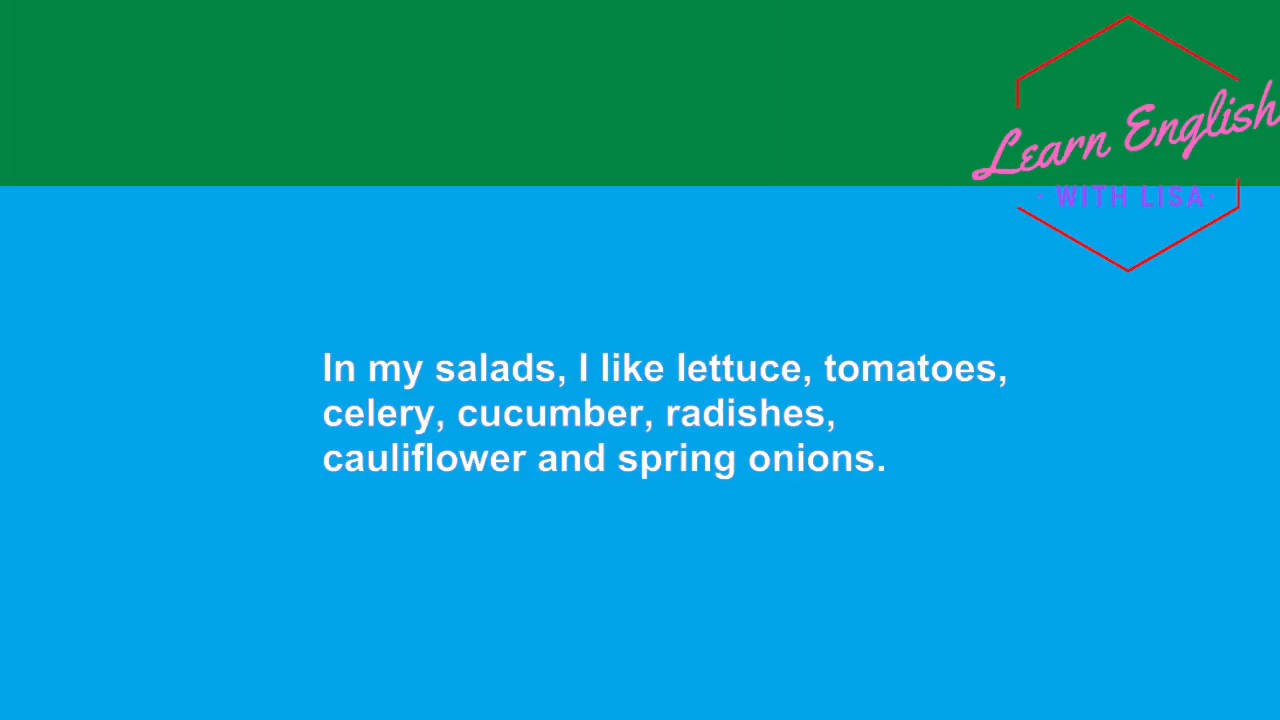 Learn English
· WITH LISA ·
In my salads, I like lettuce, tomatoes,
celery, cucumber, radishes,
cauliflower and spring onions.